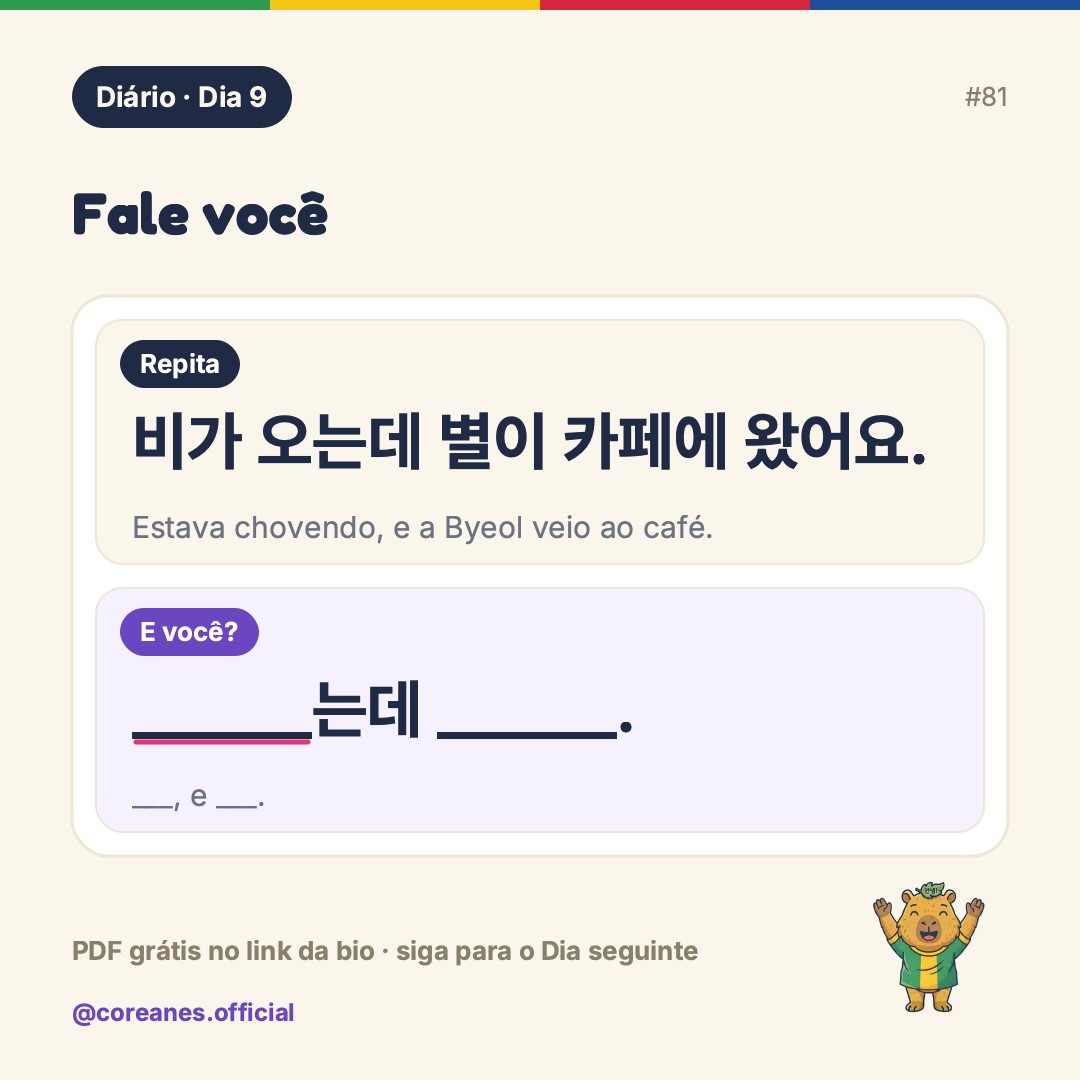 Diário · Dia 9
#81
Fale você
Repita
비가 오는데 별이 카페에 왔어요.
Estava chovendo, e a Byeol veio ao café.
E você?
______는데 ______.
___, e ___.
PDF grátis no link da bio · siga para o Dia seguinte
@coreanes.official